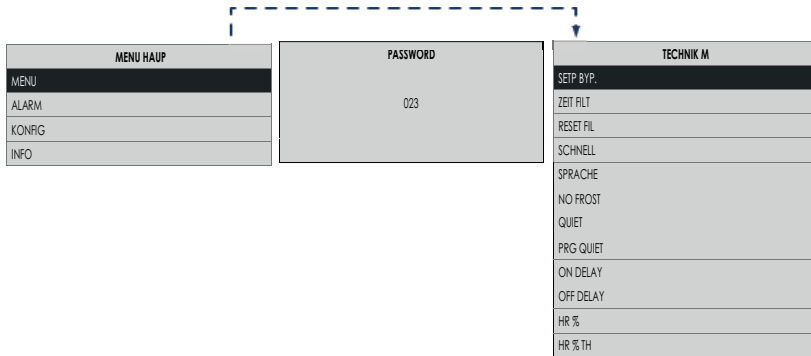 MENU HAUP
MENU
ALARM
KONFIG
INFO
PASSWORD
023
TECHNIK M
SETP BYP.
ZEIT FILT
RESET FIL
SCHNELL
SPRACHE
NO FROST
QUIET
PRG QUIET
ON DELAY
OFF DELAY
HR %
HR % TH